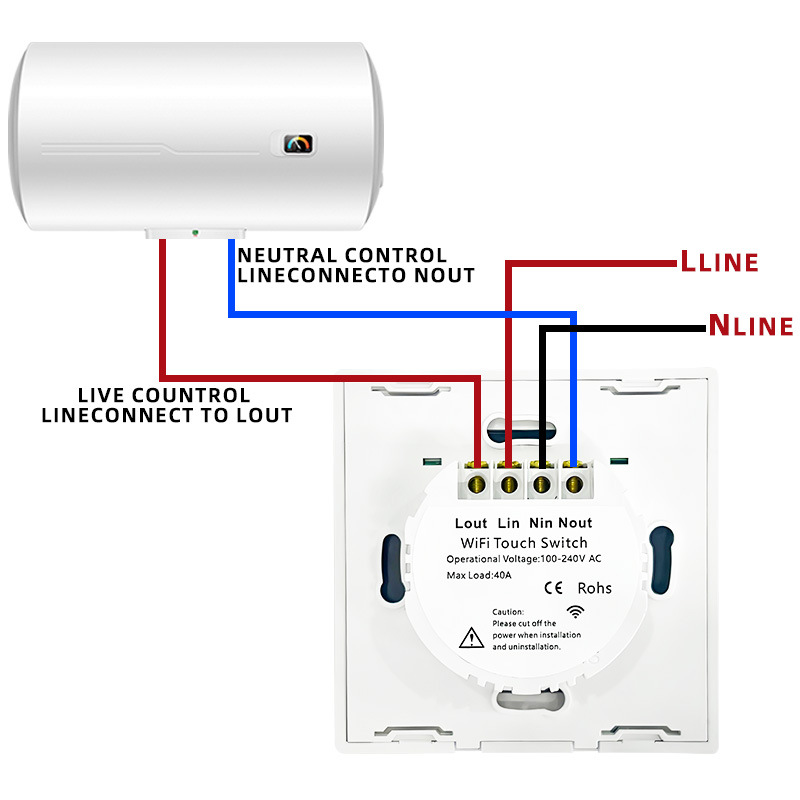 NEUTRAL CONTROL
LINECONNECTO NOUT
LLINE
NLINE
LIVE COUNTROL
LINECONNECT TO LOUT
Lout Lin Nin Nout
WiFi Touch Switch
Operational Voltage:100-240V AC
Max Load:40A
CE Rohs
Caution:
Please cut off the
power when installation
and uninstallation.